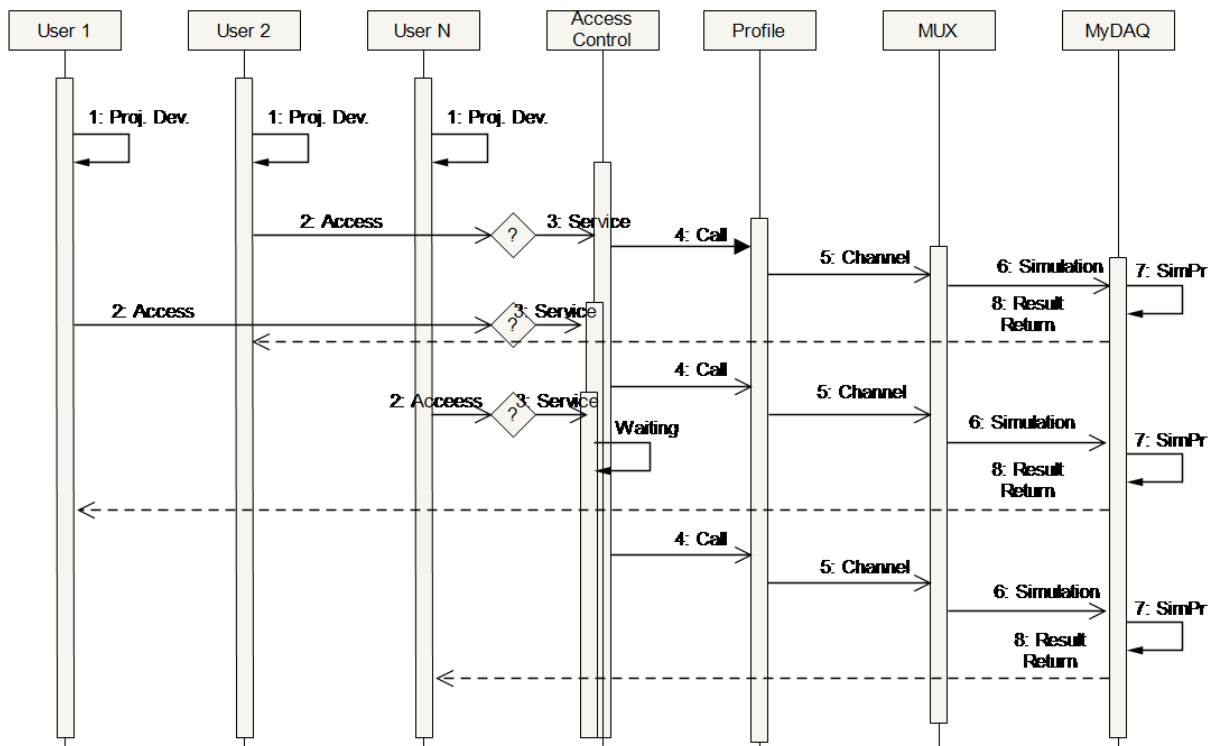 User 1
User 2
User N
Access
Control
Profile
MUX
MyDAQ
1: Proj. Dev.
1: Proj. Dev.
1: Proj. Dev.
2: Access
?
3: Service
4: Call
5: Channel
6: Simulation
7: SimPr
2: Access
?
3: Service
8: Result
Return
4: Call
5: Channel
2: Acceess
?
3: Service
Waiting
6: Simulation
7: SimPr
8: Result
Return
4: Call
5: Channel
6: Simulation
7: SimPr
8: Result
Return